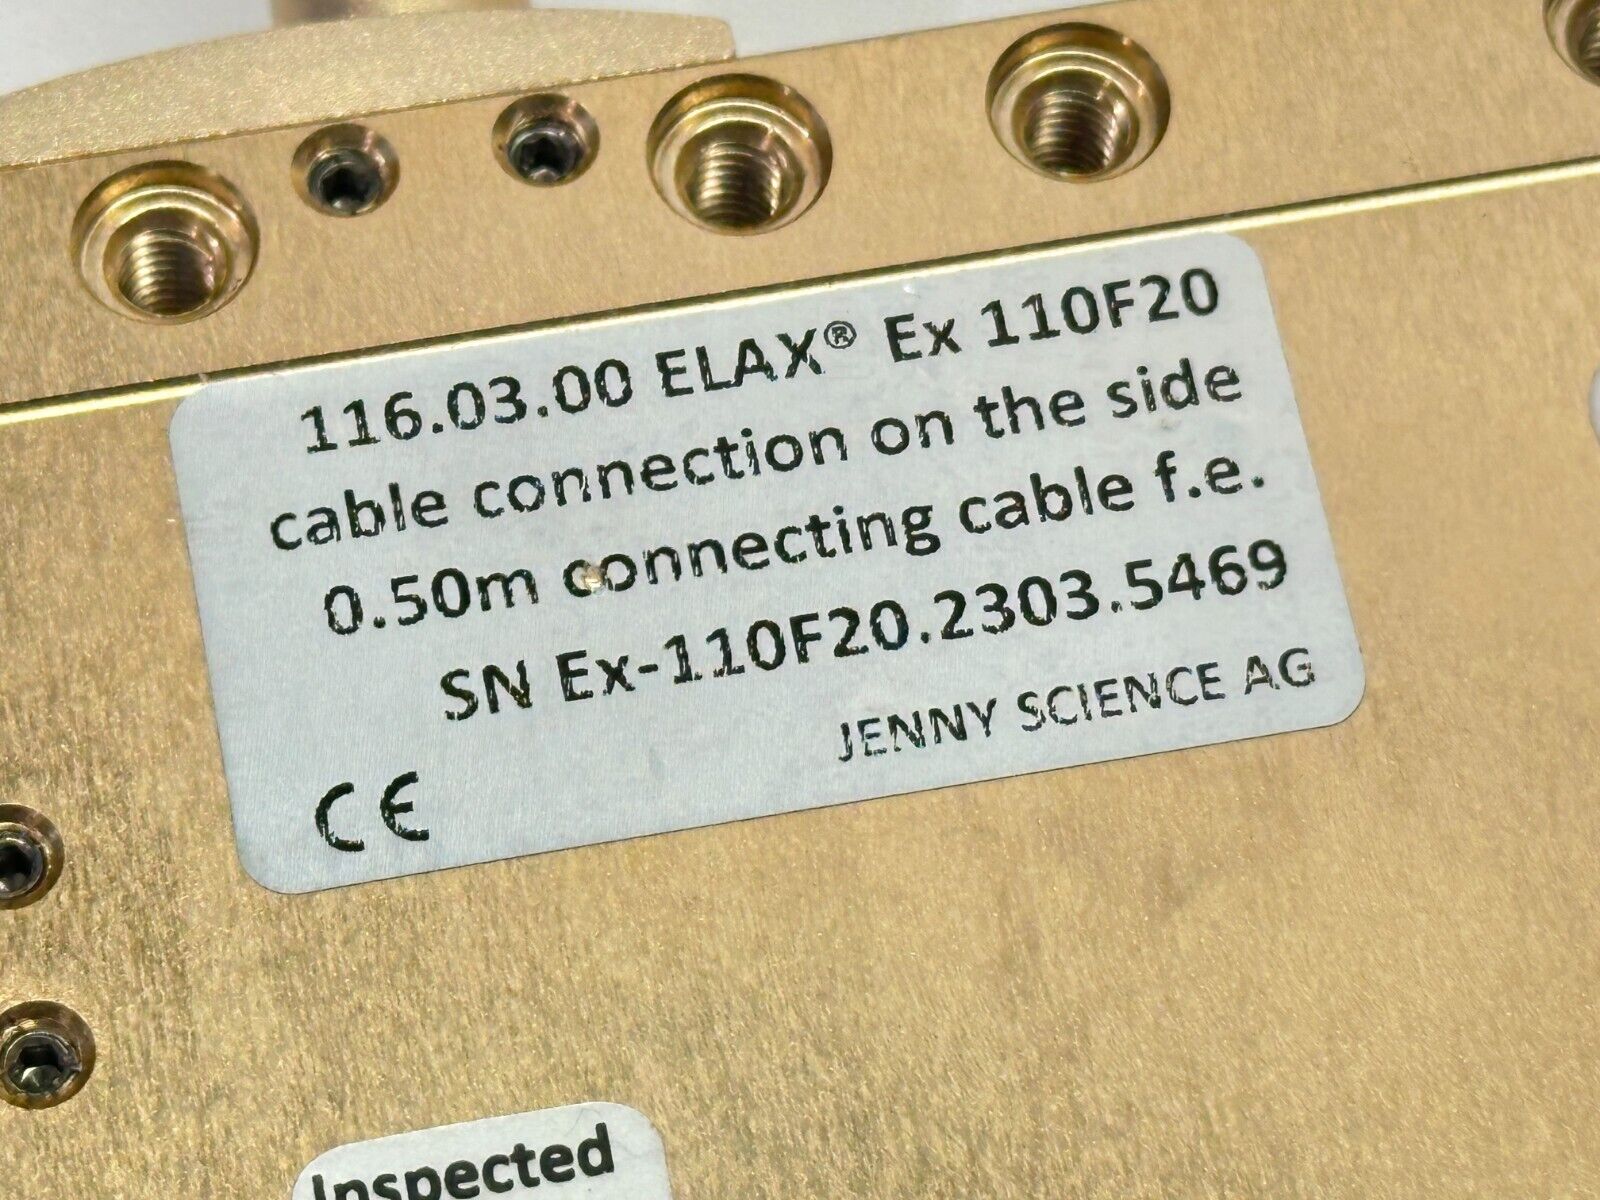 116.03.00 ELAX® Ex 110F20
cable connection on the side
0.50m connecting cable f.e.
SN Ex-110F20.2303.5469
JENNY SCIENCE AG
CE
Inspected